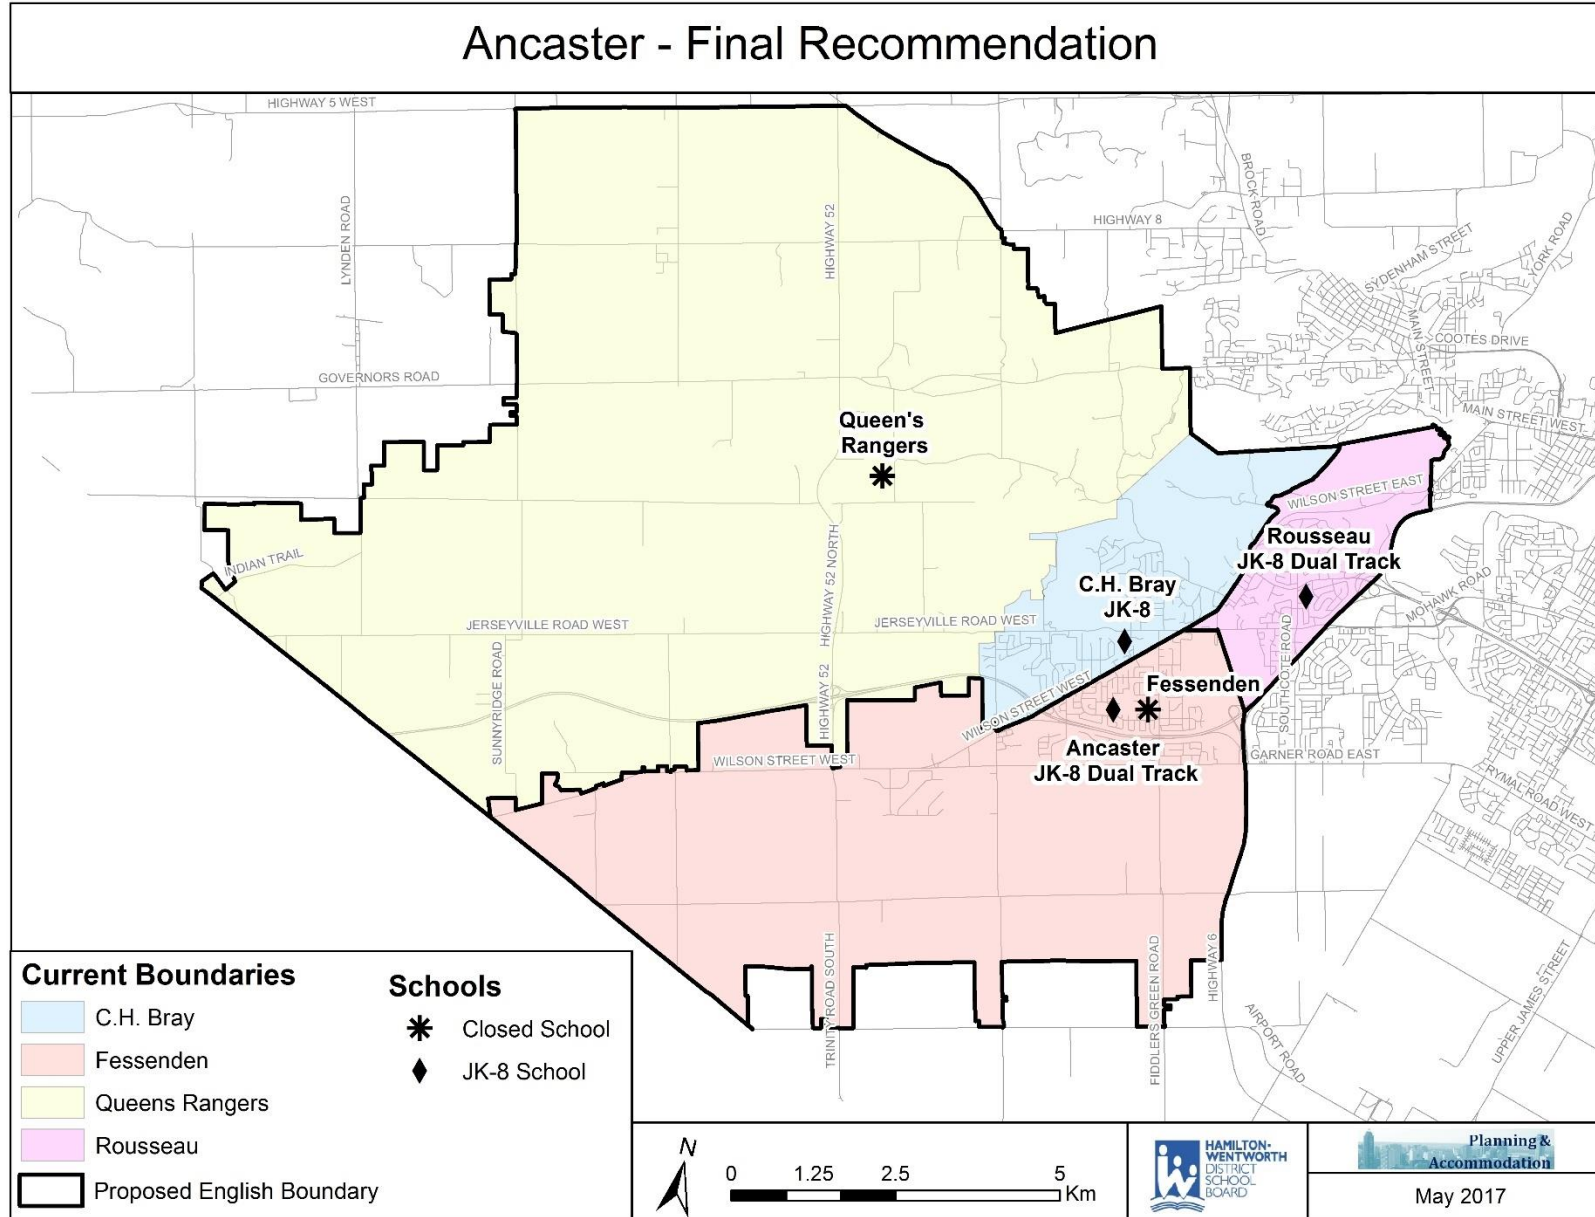 Ancaster - Final Recommendation
HIGHWAY 5 WEST
LYNDEN ROAD
HIGHWAY 52
BROCK ROAD
HIGHWAY 8
SYDENHAM STREET
YORK ROAD
MAIN STREET
COOTES DRIVE
GOVERNORS ROAD
MAIN STREET WEST
Queen's
Rangers
WILSON STREET EAST
Rousseau
JK-8 Dual Track
INDIAN TRAIL
HIGHWAY 52 NORTH
C.H. Bray
JK-8
MOHAWK ROAD
JERSEYVILLE ROAD WEST
JERSEYVILLE ROAD WEST
SUNNYRIDGE ROAD
HIGHWAY 52
SOUTHCOTE ROAD
Fessenden
WILSON STREET WEST
Ancaster
JK-8 Dual Track
WILSON STREET WEST
GARNER ROAD EAST
RYMAL ROAD WEST
TRINITY ROAD SOUTH
FIDDLERS GREEN ROAD
HIGHWAY 6
AIRPORT ROAD
UPPER JAMES STREET
Current Boundaries
C.H. Bray
Fessenden
Queens Rangers
Rousseau
Proposed English Boundary
Schools
Closed School
JK-8 School
N
0 1.25 2.5 5
Km
HAMILTON-
WENTWORTH
DISTRICT
SCHOOL
BOARD
Planning &
Accommodation
May 2017